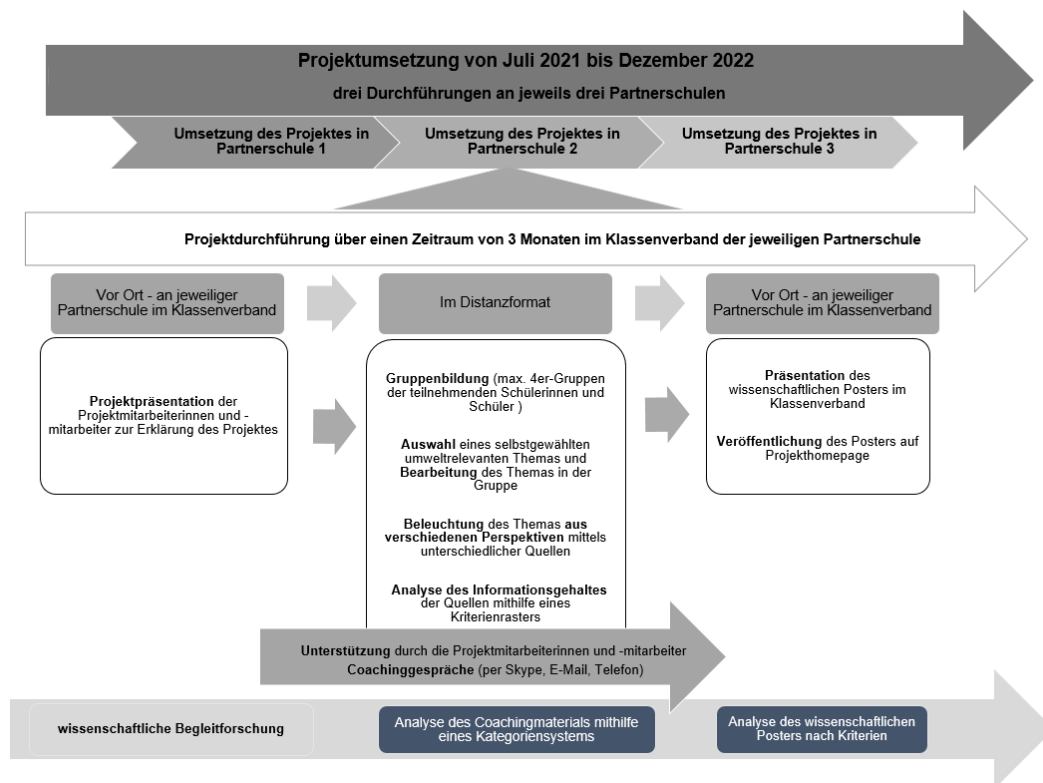 Projektumsetzung von Juli 2021 bis Dezember 2022
drei Durchführungen an jeweils drei Partnerschulen
Umsetzung des Projektes in
Partnerschule 1
Umsetzung des Projektes in
Partnerschule 2
Umsetzung des Projektes in
Partnerschule 3
Projektdurchführung über einen Zeitraum von 3 Monaten im Klassenverband der jeweiligen Partnerschule
Vor Ort - an jeweiliger
Partnerschule im Klassenverband
Im Distanzformat
Vor Ort - an jeweiliger
Partnerschule im Klassenverband
Projektpräsentation der
Projektmitarbeiterinnen und -
mitarbeiter zur Erklärung des Projektes
Gruppenbildung (max. 4er-Gruppen
der teilnehmenden Schülerinnen und
Schüler )
Auswahl eines selbstgewählten
umweltrelevanten Themas und
Bearbeitung des Themas in der
Gruppe
Beleuchtung des Themas aus
verschiedenen Perspektiven mittels
unterschiedlicher Quellen
Analyse des Informationsgehaltes
der Quellen mithilfe eines
Kriterienrasters
Präsentation des
wissenschaftlichen Posters im
Klassenverband
Veröffentlichung des Posters auf
Projekthomepage
Unterstützung durch die Projektmitarbeiterinnen und -mitarbeiter
Coachinggespräche (per Skype, E-Mail, Telefon)
wissenschaftliche Begleitforschung
Analyse des Coachingmaterials mithilfe
eines Kategoriensystems
Analyse des wissenschaftlichen
Posters nach Kriterien